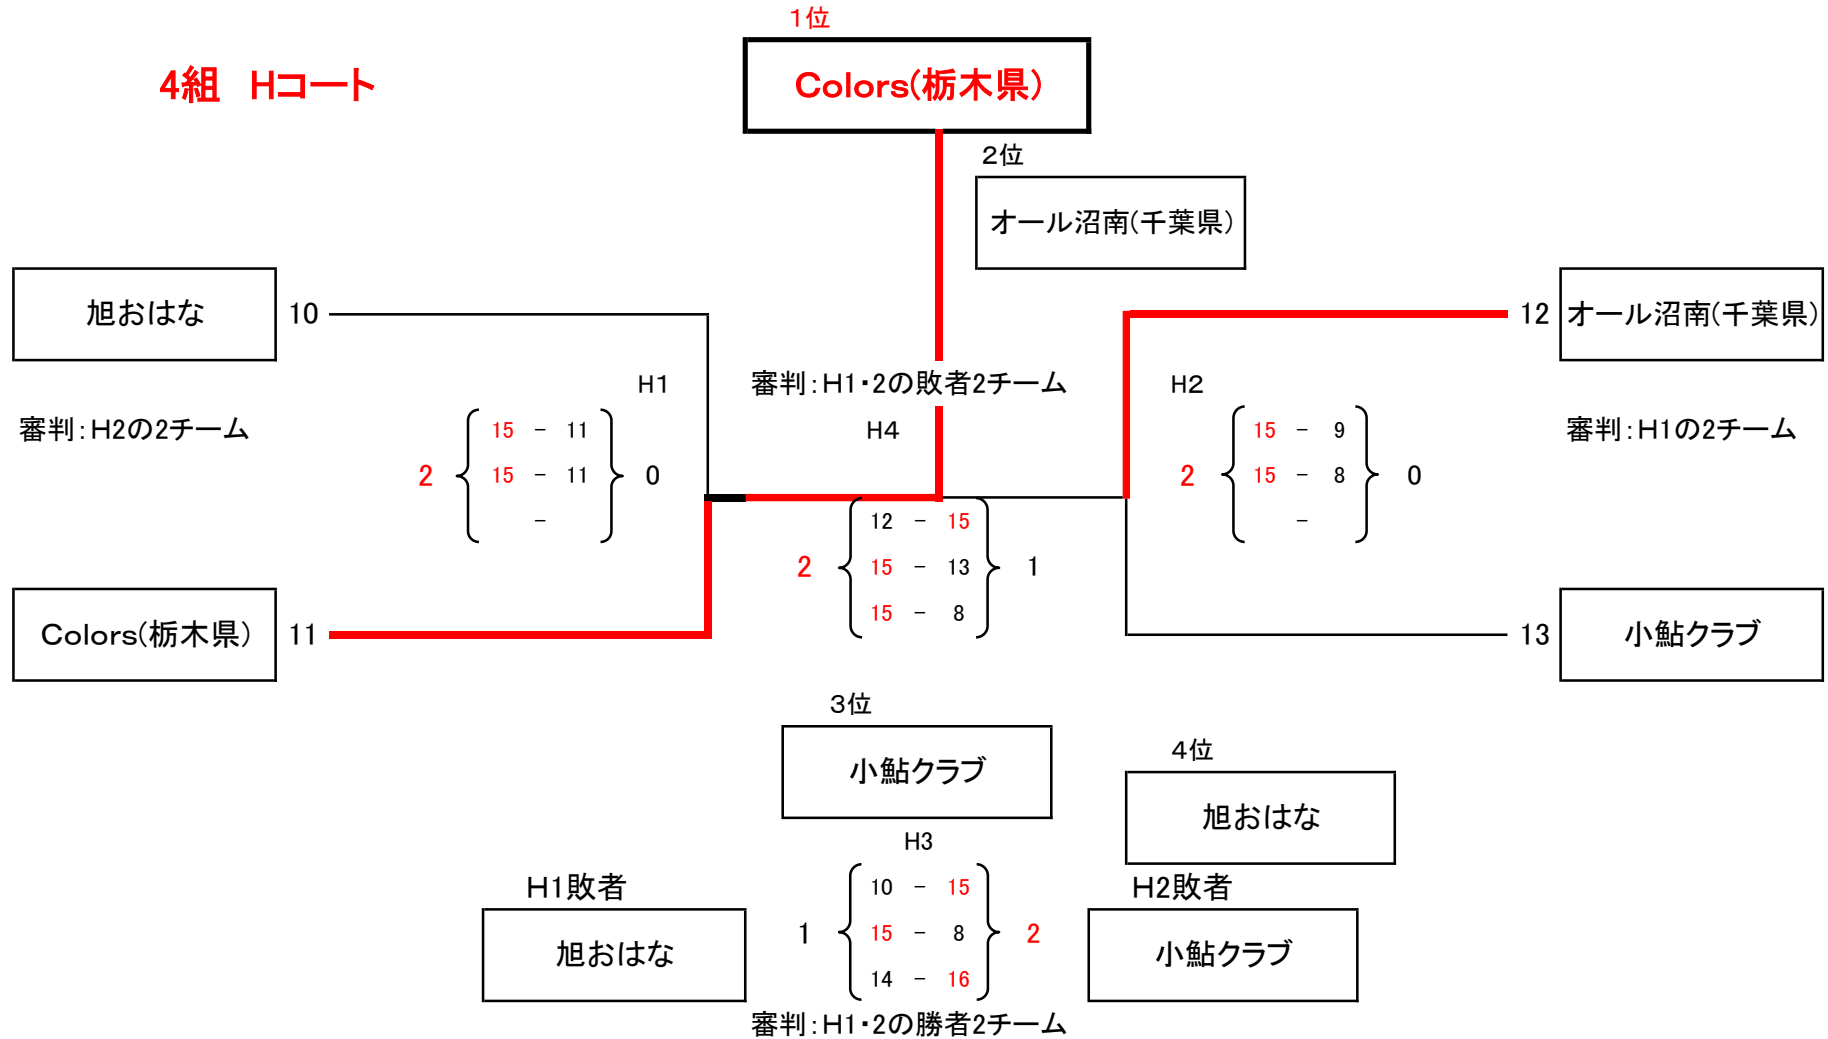 1位
4組 Hコート
Colors(栃木県)
2位
オール沼南(千葉県)
旭おはな 10
12 オール沼南(千葉県)
H1
審判:H1・2の敗者2チーム
H2
審判:H2の2チーム
15 - 11
H4
15 - 9
審判:H1の2チーム
2 15 - 11 0
2 15 - 8 0
-
12 - 15
-
2 15 - 13 1
15 - 8
Colors(栃木県) 11
13 小鮎クラブ
3位
小鮎クラブ
4位
旭おはな
H3
H1敗者
10 - 15
H2敗者
旭おはな
1 15 - 8 2
小鮎クラブ
14 - 16
審判:H1・2の勝者2チーム